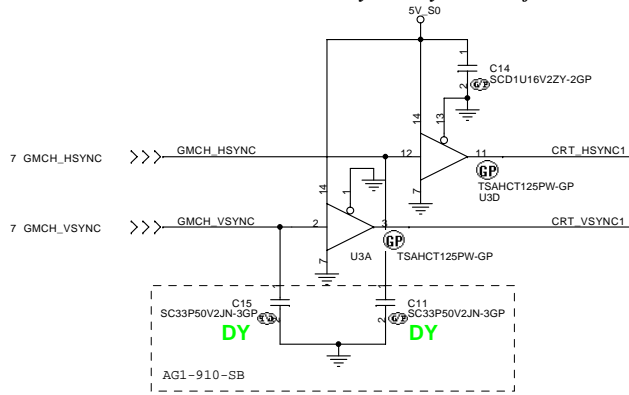 5V_S0
1
C14
SCD1U16V2ZY-2GP
2
G/P
13
14
7 GMCH_HSYNC
GMCH_HSYNC
12
11
CRT_HSYNC1
GP
TSAHCT125PW-GP
U3D
7
1
14
7 GMCH_VSYNC
GMCH_VSYNC
2
3
CRT_VSYNC1
GP
TSAHCT125PW-GP
U3A
7
1
1
C15
C11
SC33P50V2JN-3GP
2
SC33P50V2JN-3GP
2
G/P
DY
DY
AG1-910-SB